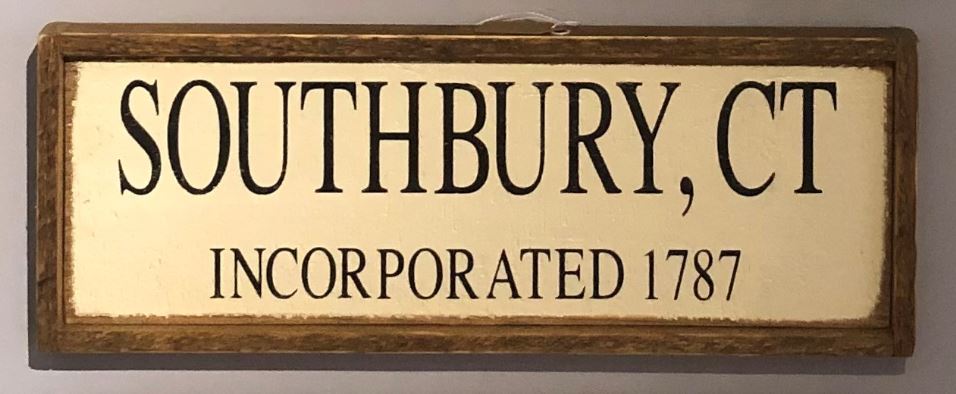 SOUTHBURY, CT
INCORPORATED 1787